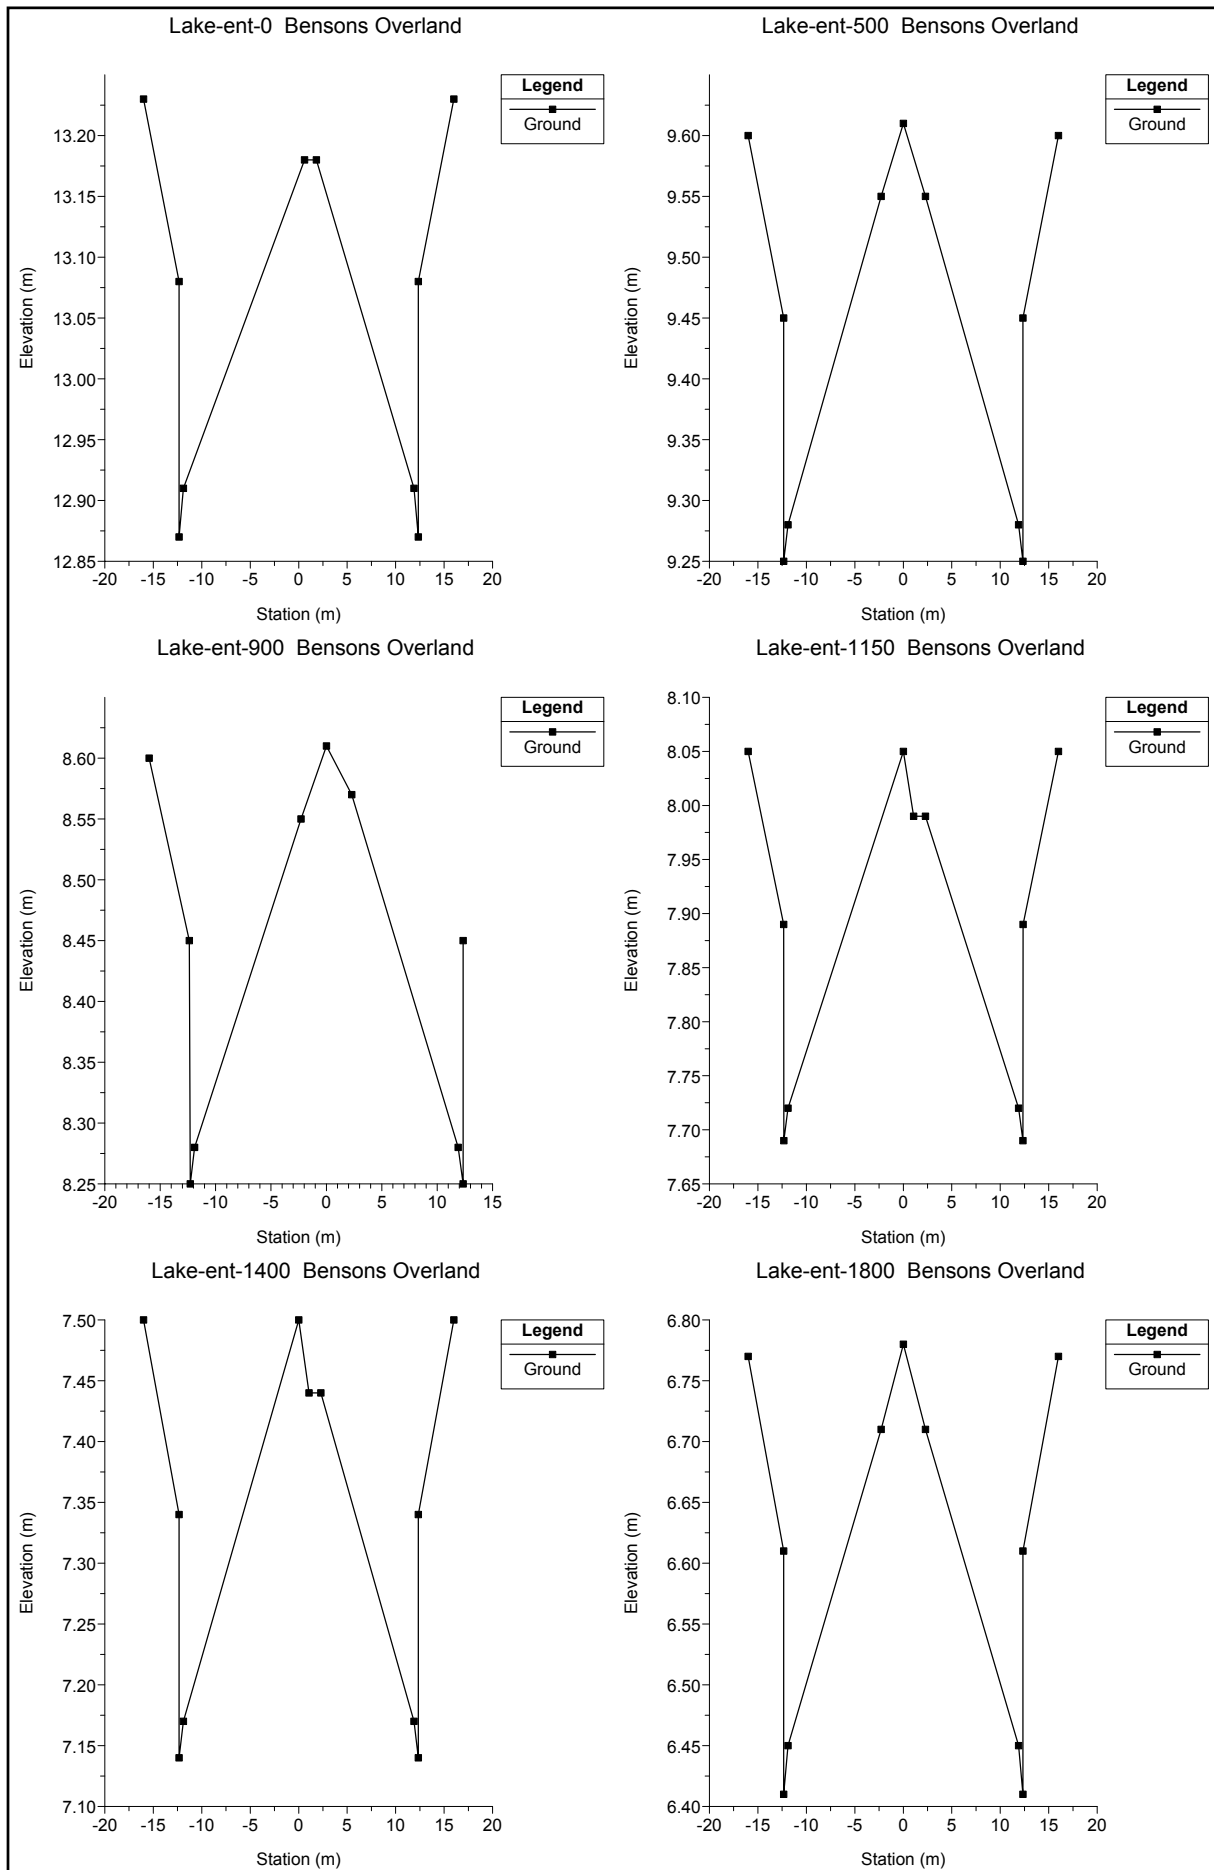 Lake-ent-0 Bensons Overland
Legend
Ground
Elevation (m)
13.20
13.15
13.10
13.05
13.00
12.95
12.90
12.85
-20 -15 -10 -5 0 5 10 15 20
Station (m)
Lake-ent-500 Bensons Overland
Legend
Ground
Elevation (m)
9.60
9.55
9.50
9.45
9.40
9.35
9.30
9.25
-20 -15 -10 -5 0 5 10 15 20
Station (m)
Lake-ent-900 Bensons Overland
Legend
Ground
Elevation (m)
8.60
8.55
8.50
8.45
8.40
8.35
8.30
8.25
-20 -15 -10 -5 0 5 10 15
Station (m)
Lake-ent-1150 Bensons Overland
Legend
Ground
Elevation (m)
8.10
8.05
8.00
7.95
7.90
7.85
7.80
7.75
7.70
7.65
-20 -15 -10 -5 0 5 10 15 20
Station (m)
Lake-ent-1400 Bensons Overland
Legend
Ground
Elevation (m)
7.50
7.45
7.40
7.35
7.30
7.25
7.20
7.15
7.10
-20 -15 -10 -5 0 5 10 15 20
Station (m)
Lake-ent-1800 Bensons Overland
Legend
Ground
Elevation (m)
6.80
6.75
6.70
6.65
6.60
6.55
6.50
6.45
6.40
-20 -15 -10 -5 0 5 10 15 20
Station (m)